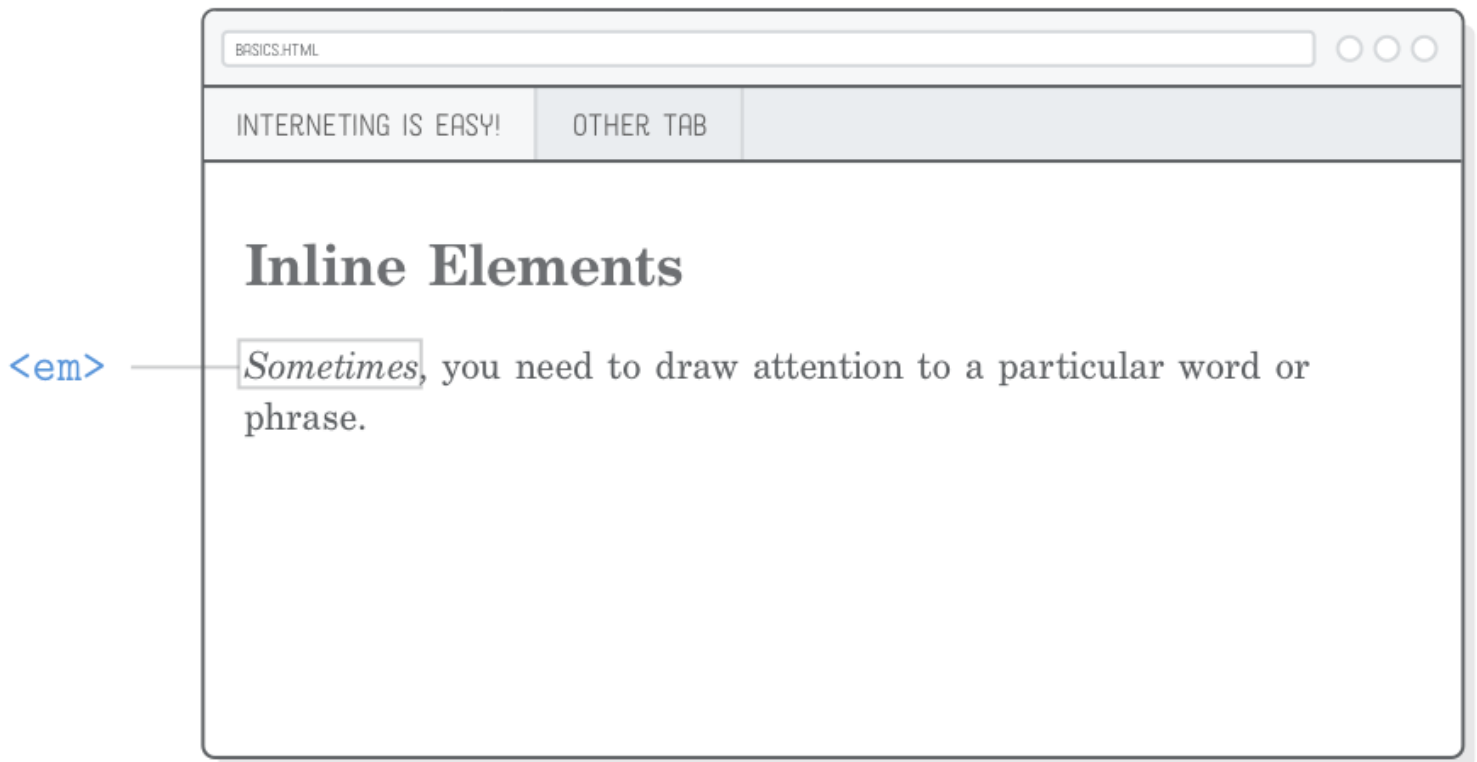 BASICS.HTML
INTERNETING IS EASY! OTHER TAB
Inline Elements
<em> Sometimes, you need to draw attention to a particular word or
phrase.